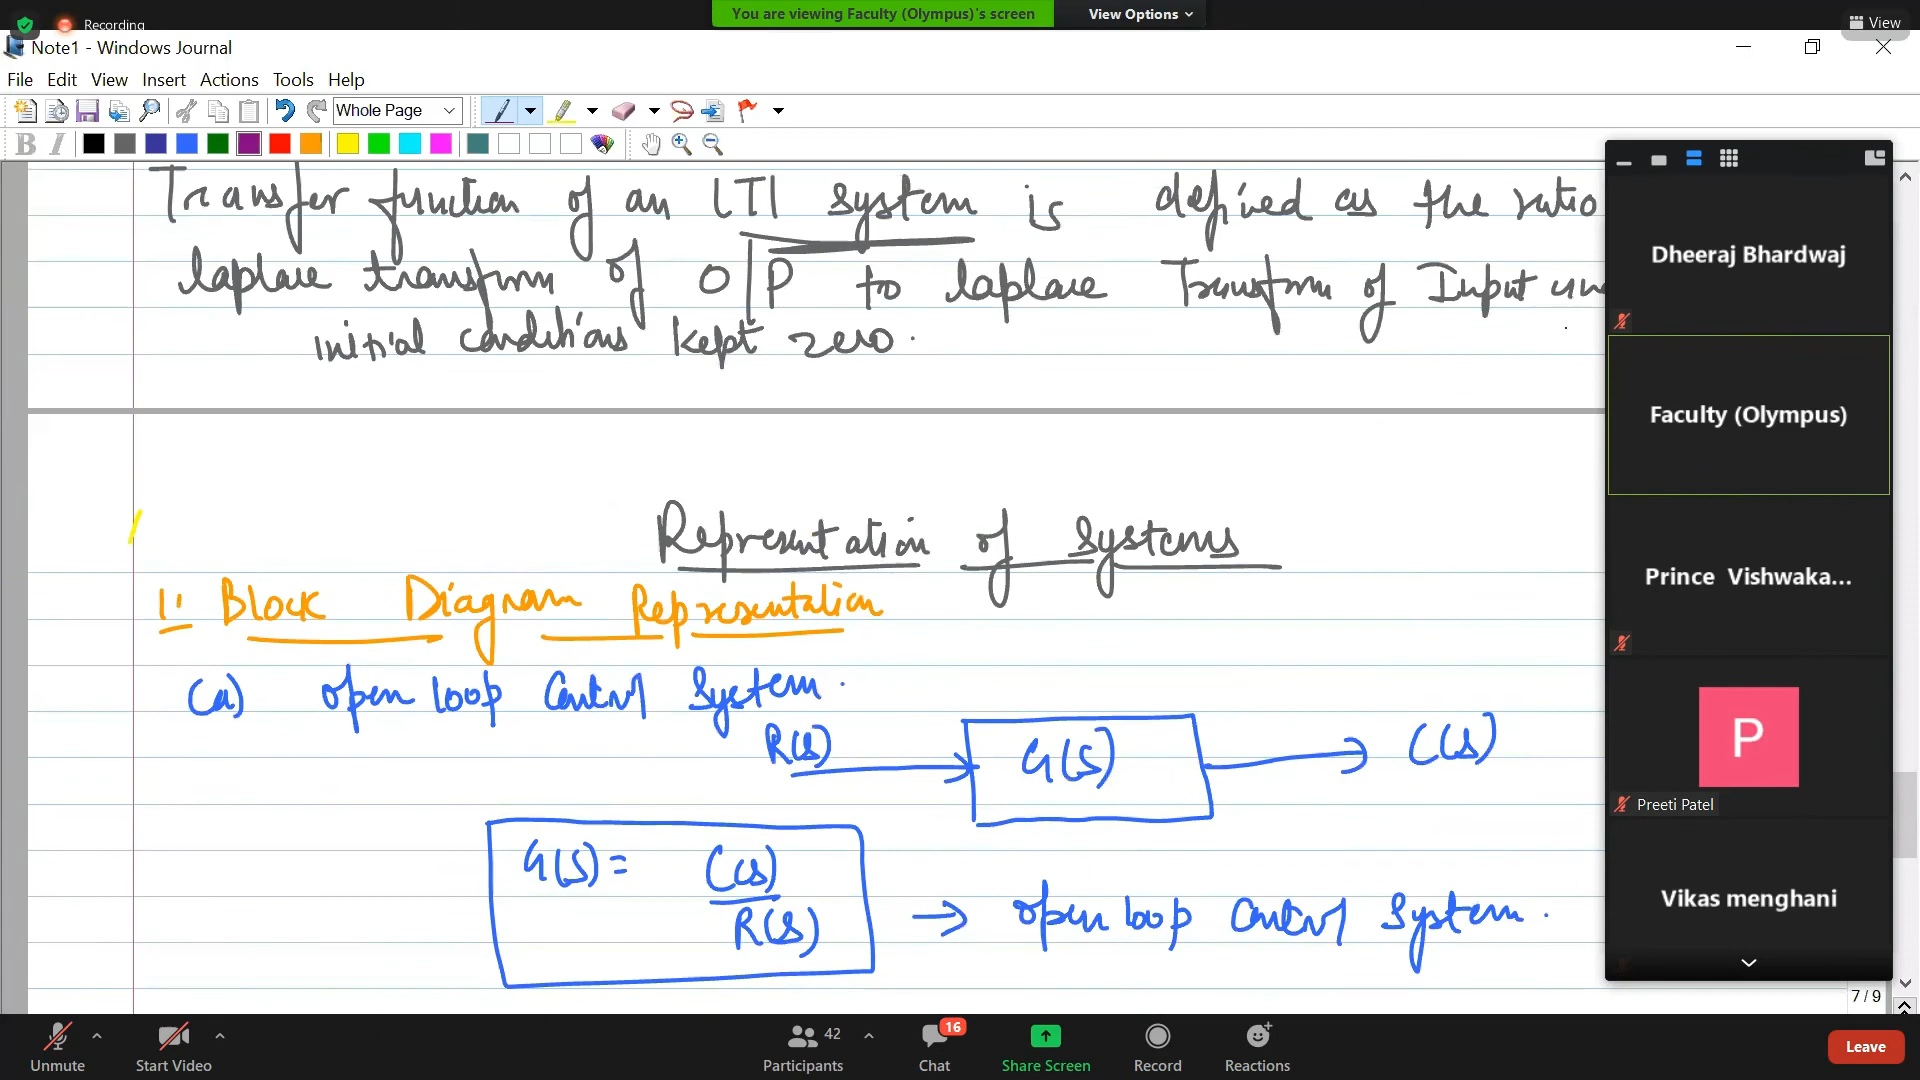 Recording
You are viewing Faculty (Olympus)'s screen
View Options
View
Note1 - Windows Journal
File Edit View Insert Actions Tools Help
Whole Page
B I
Transfer function of an LTI system is defined as the ratio
laplace transform of O/P to laplace Transform of Input un
initial conditions kept zero.
Representation of systems
1. Block Diagram Representation
(a) open loop Control System.
R(s) G(s) C(s)
G(s) = C(s)
R(s)
→ open loop Control System.
Dheeraj Bhardwaj
Faculty (Olympus)
Prince Vishwaka...
P
Preeti Patel
Vikas menghani
7 / 9
Unmute
Start Video
42
Participants
16
Chat
Share Screen
Record
Reactions
Leave